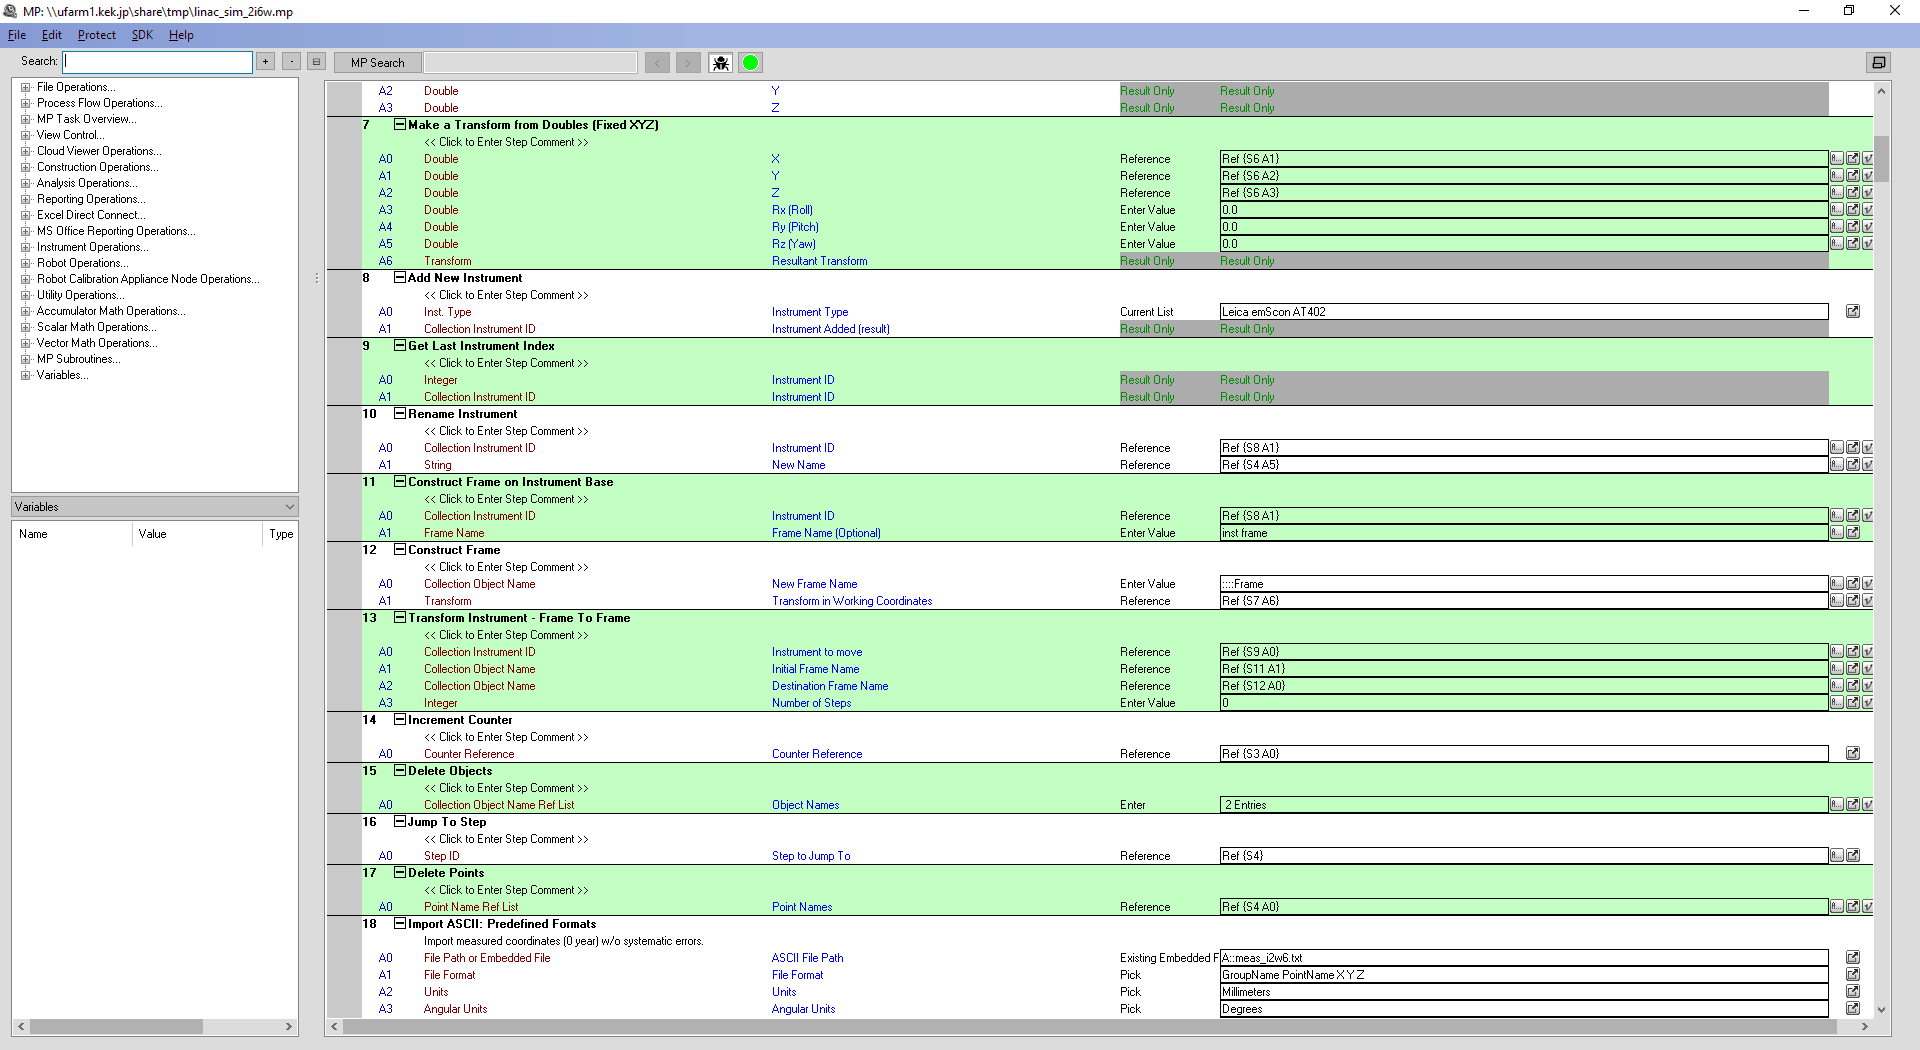 MP: \\ufarm1.kek.jp\share\tmp\linac_sim_2i6w.mp
File Edit Protect SDK Help
Search: + - MP Search < >
File Operations...
Process Flow Operations...
MP Task Overview...
View Control...
Cloud Viewer Operations...
Construction Operations...
Analysis Operations...
Reporting Operations...
Excel Direct Connect...
MS Office Reporting Operations...
Instrument Operations...
Robot Operations...
Robot Calibration Appliance Node Operations...
Utility Operations...
Accumulator Math Operations...
Scalar Math Operations...
Vector Math Operations...
MP Subroutines...
Variables...
Variables
Name Value Type
A2 Double Y Result Only Result Only
A3 Double Z Result Only Result Only
7 Make a Transform from Doubles (Fixed XYZ)
<< Click to Enter Step Comment >>
A0 Double X Reference Ref {S6 A1}
A1 Double Y Reference Ref {S6 A2}
A2 Double Z Reference Ref {S6 A3}
A3 Double Rx (Roll) Enter Value 0.0
A4 Double Ry (Pitch) Enter Value 0.0
A5 Double Rz (Yaw) Enter Value 0.0
A6 Transform Resultant Transform Result Only Result Only
8 Add New Instrument
<< Click to Enter Step Comment >>
A0 Inst. Type Instrument Type Current List Leica emScon AT402
A1 Collection Instrument ID Instrument Added (result) Result Only Result Only
9 Get Last Instrument Index
<< Click to Enter Step Comment >>
A0 Integer Instrument ID Result Only Result Only
A1 Collection Instrument ID Instrument ID Result Only Result Only
10 Rename Instrument
<< Click to Enter Step Comment >>
A0 Collection Instrument ID Instrument ID Reference Ref {S8 A1}
A1 String New Name Reference Ref {S4 A5}
11 Construct Frame on Instrument Base
<< Click to Enter Step Comment >>
A0 Collection Instrument ID Instrument ID Reference Ref {S8 A1}
A1 Frame Name Frame Name (Optional) Enter Value inst frame
12 Construct Frame
<< Click to Enter Step Comment >>
A0 Collection Object Name New Frame Name Enter Value ::::Frame
A1 Transform Transform in Working Coordinates Reference Ref {S7 A6}
13 Transform Instrument - Frame To Frame
<< Click to Enter Step Comment >>
A0 Collection Instrument ID Instrument to move Reference Ref {S9 A0}
A1 Collection Object Name Initial Frame Name Reference Ref {S11 A1}
A2 Collection Object Name Destination Frame Name Reference Ref {S12 A0}
A3 Integer Number of Steps Enter Value 0
14 Increment Counter
<< Click to Enter Step Comment >>
A0 Counter Reference Counter Reference Reference Ref {S3 A0}
15 Delete Objects
<< Click to Enter Step Comment >>
A0 Collection Object Name Ref List Object Names Enter 2 Entries
16 Jump To Step
<< Click to Enter Step Comment >>
A0 Step ID Step to Jump To Reference Ref {S4}
17 Delete Points
<< Click to Enter Step Comment >>
A0 Point Name Ref List Point Names Reference Ref {S4 A0}
18 Import ASCII: Predefined Formats
Import measured coordinates (0 year) w/o systematic errors.
A0 File Path or Embedded File ASCII File Path Existing Embedded F A::meas_i2w6.txt
A1 File Format File Format Pick GroupName PointName X Y Z
A2 Units Units Pick Millimeters
A3 Angular Units Angular Units Pick Degrees